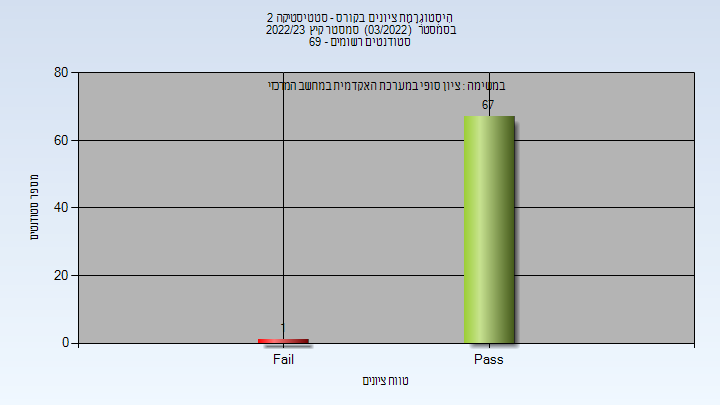 היסטוגרמת ציונים בקורס - סטטיסטיקה 2
בסמסטר (03/2022) סמסטר קיץ 2022/23
סטודנטים רשומים - 69
במשימה : ציון סופי במערכת האקדמית במחשב המרכזי
80
60
40
20
0
מספר סטודנטים
1
67
Fail
Pass
טווח ציונים